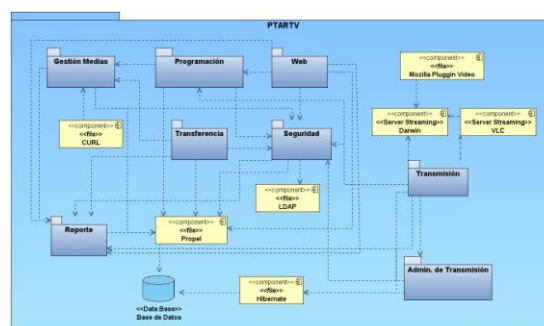 PTARTV
Gestión Medias
Programación
Web
<<component>>
<<file>>
Mozilla Pluggin Video
<<component>>
<<file>>
CURL
Transferencia
Seguridad
<<component>>
<<Server Streaming>>
Darwin
<<component>>
<<Server Streaming>>
VLC
Transmisión
<<component>>
<<file>>
LDAP
Reporte
<<component>>
<<file>>
Propel
Admin. de Transmisión
<<Data Base>>
Base de Datos
<<component>>
<<file>>
Hibernate